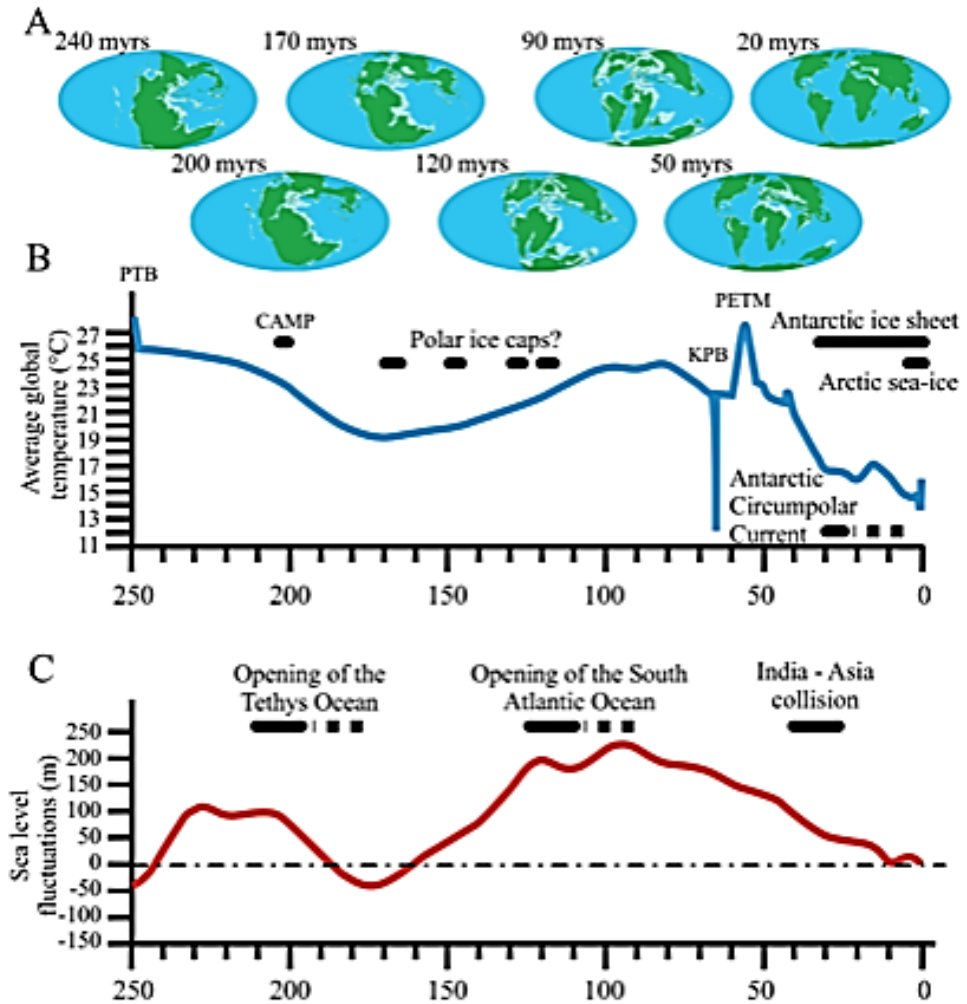 A
240 myrs
170 myrs
90 myrs
20 myrs
200 myrs
120 myrs
50 myrs
B
PTB
CAMP
Polar ice caps?
KPB
PETM
Antarctic ice sheet
Arctic sea-ice
Antarctic
Circumpolar
Current
Average global
temperature (°C)
27
25
23
21
19
17
15
13
11
250
200
150
100
50
0
C
Opening of the
Tethys Ocean
Opening of the South
Atlantic Ocean
India - Asia
collision
Sea level
fluctuations (m)
250
200
150
100
50
0
-50
-100
-150
250
200
150
100
50
0